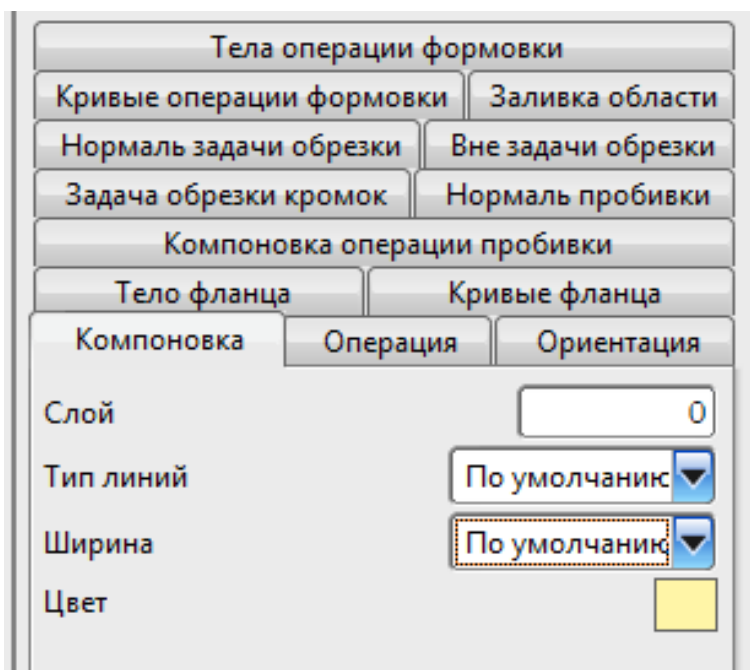 Тела операции формовки
Кривые операции формовки Заливка области
Нормаль задачи обрезки Вне задачи обрезки
Задача обрезки кромок Нормаль пробивки
Компоновка операции пробивки
Тело фланца Кривые фланца
Компоновка Операция Ориентация
Слой 0
Тип линий По умолчанию
Ширина По умолчанию
Цвет